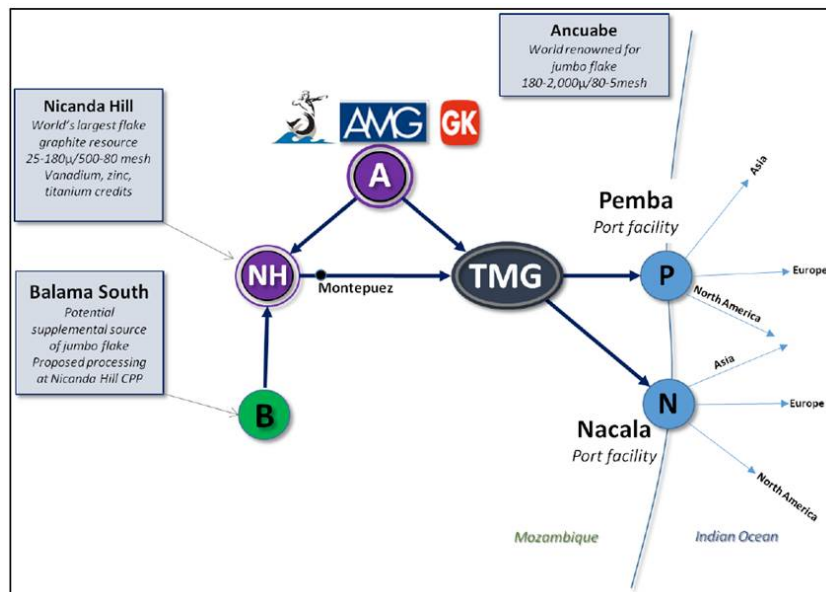 Ancuabe
World renowned for
jumbo flake
180-2,000µ/80-5mesh
Nicanda Hill
World's largest flake
graphite resource
25-180µ/500-80 mesh
Vanadium, zinc,
titanium credits
AMG
GK
A
Pemba
Port facility
Asia
NH
Montepuez
TMG
P
Europe
North America
Balama South
Potential
supplemental source
of jumbo flake
Proposed processing
at Nicanda Hill CPP
B
Asia
N
Europe
Nacala
Port facility
North America
Mozambique
Indian Ocean